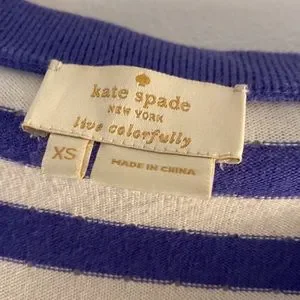 kate spade
NEW YORK
live colorfully
XS
MADE IN CHINA